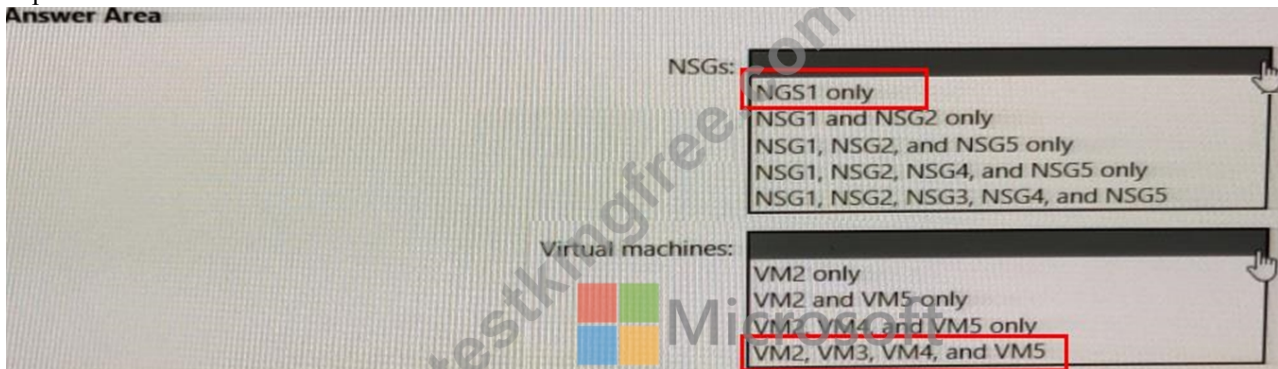 Answer Area
NSGs:
NGS1 only
NSG1 and NSG2 only
NSG1, NSG2, and NSG5 only
NSG1, NSG2, NSG4, and NSG5 only
NSG1, NSG2, NSG3, NSG4, and NSG5
Virtual machines:
VM2 only
VM2 and VM5 only
VM2, VM4, and VM5 only
VM2, VM3, VM4, and VM5
Microsoft
testkingfree.com